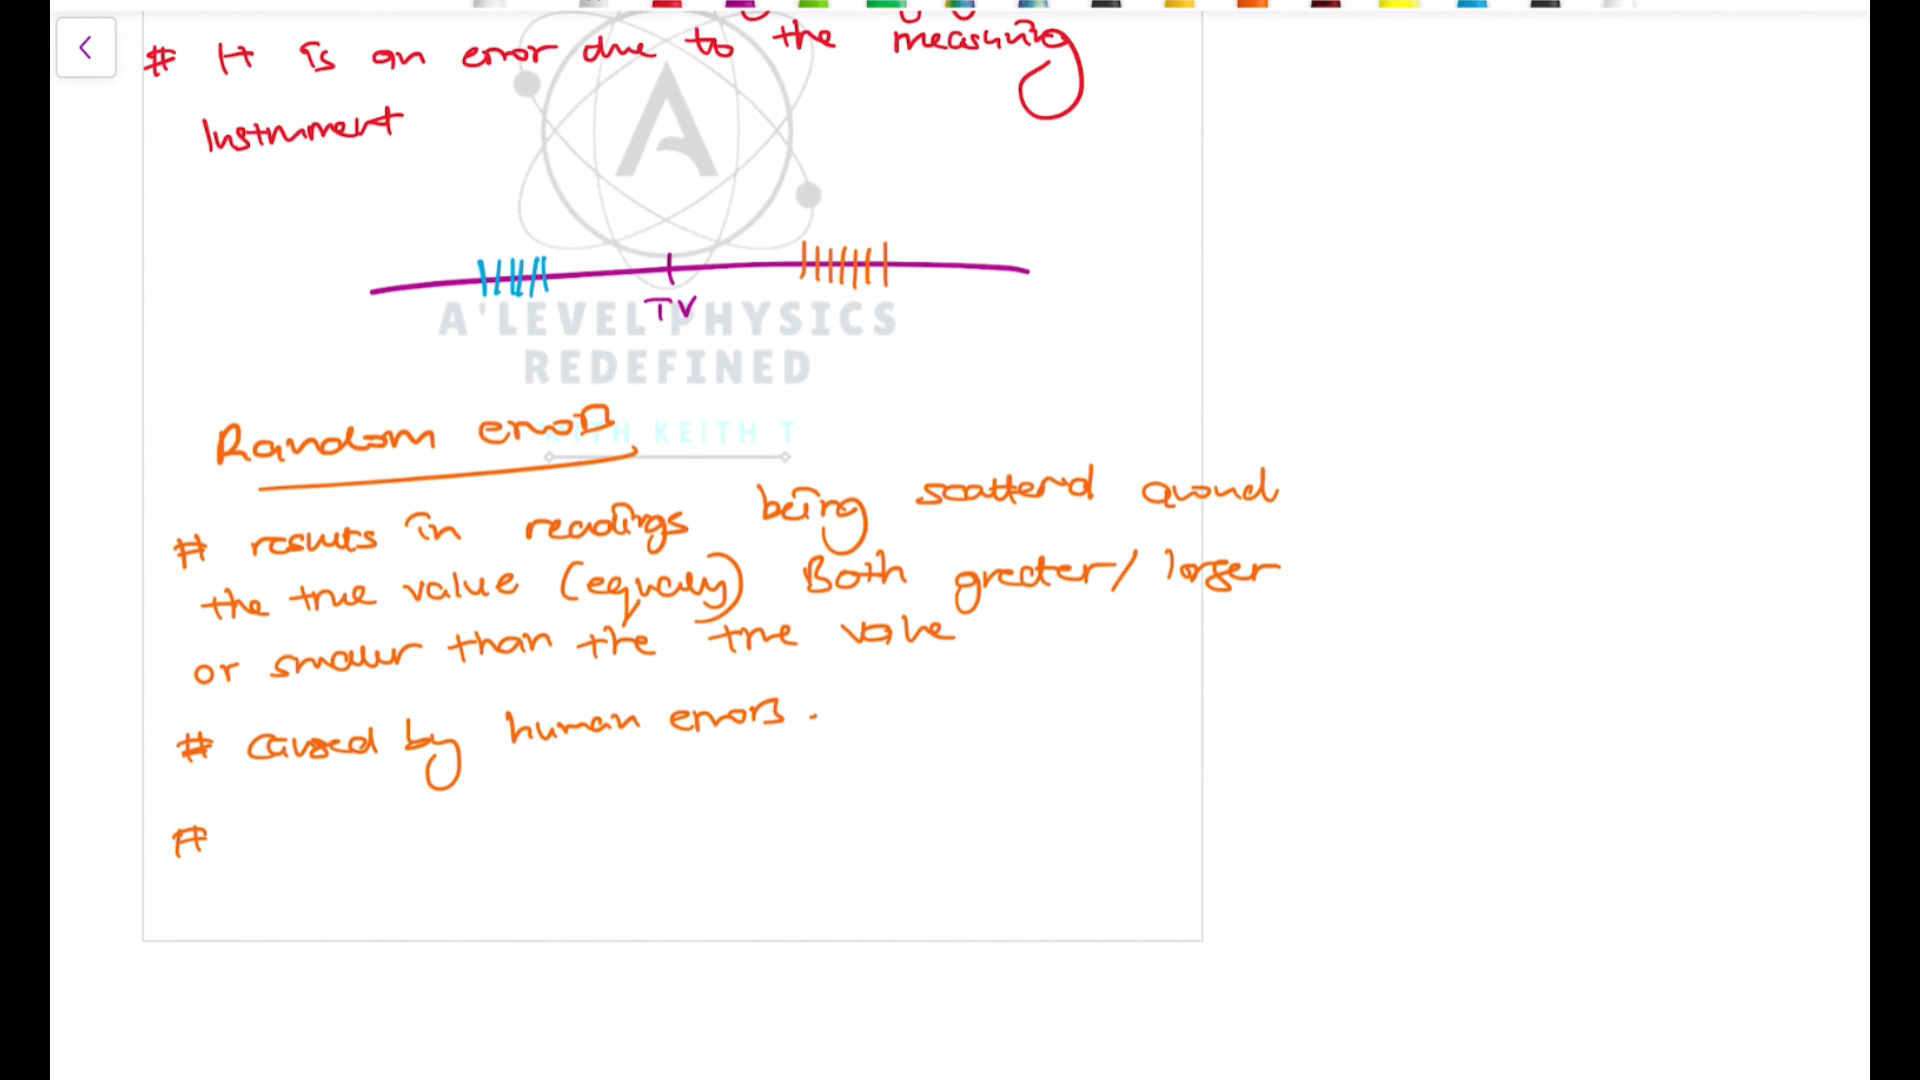 # It is an error due to the measuring
Instrument
A
TV
A'LEVEL PHYSICS
REDEFINED
WITH KEITH T
Random errors
# results in readings being scattered around
the true value (equally) Both greater/ larger
or smaller than the true value
# caused by human errors.
#